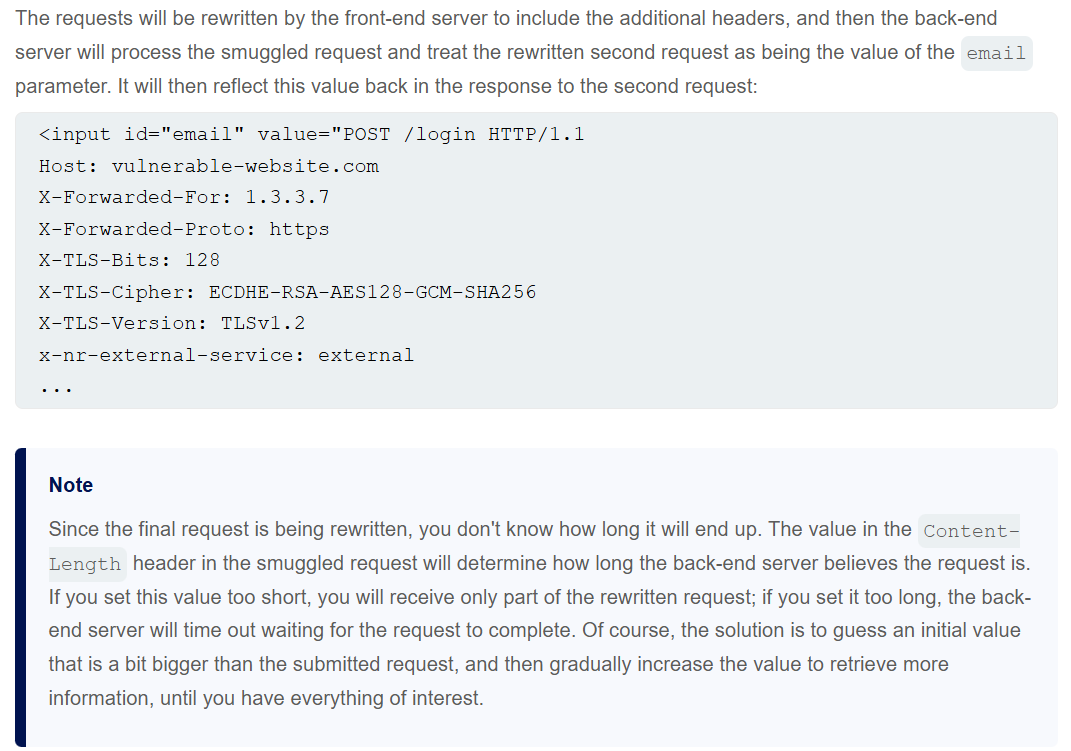 The requests will be rewritten by the front-end server to include the additional headers, and then the back-end
server will process the smuggled request and treat the rewritten second request as being the value of the email
parameter. It will then reflect this value back in the response to the second request:
<input id="email" value="POST /login HTTP/1.1
Host: vulnerable-website.com
X-Forwarded-For: 1.3.3.7
X-Forwarded-Proto: https
X-TLS-Bits: 128
X-TLS-Cipher: ECDHE-RSA-AES128-GCM-SHA256
X-TLS-Version: TLSv1.2
x-nr-external-service: external
...
Note
Since the final request is being rewritten, you don't know how long it will end up. The value in the Content-
Length header in the smuggled request will determine how long the back-end server believes the request is.
If you set this value too short, you will receive only part of the rewritten request; if you set it too long, the back-
end server will time out waiting for the request to complete. Of course, the solution is to guess an initial value
that is a bit bigger than the submitted request, and then gradually increase the value to retrieve more
information, until you have everything of interest.